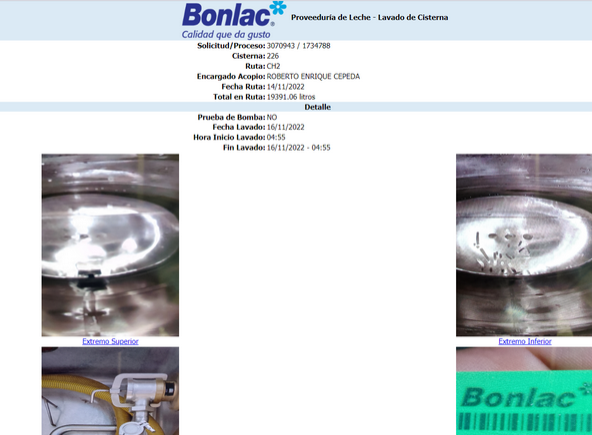 Bonlac®
Calidad que da gusto
Proveeduría de Leche - Lavado de Cisterna
Solicitud/Proceso: 3070943 / 1734788
Cisterna: 226
Ruta: CH2
Encargado Acopio: ROBERTO ENRIQUE CEPEDA
Fecha Ruta: 14/11/2022
Total en Ruta: 19391.06 litros
Detalle
Prueba de Bomba: NO
Fecha Lavado: 16/11/2022
Hora Inicio Lavado: 04:55
Fin Lavado: 16/11/2022 - 04:55
Extremo Superior
Extremo Inferior
Bonlac